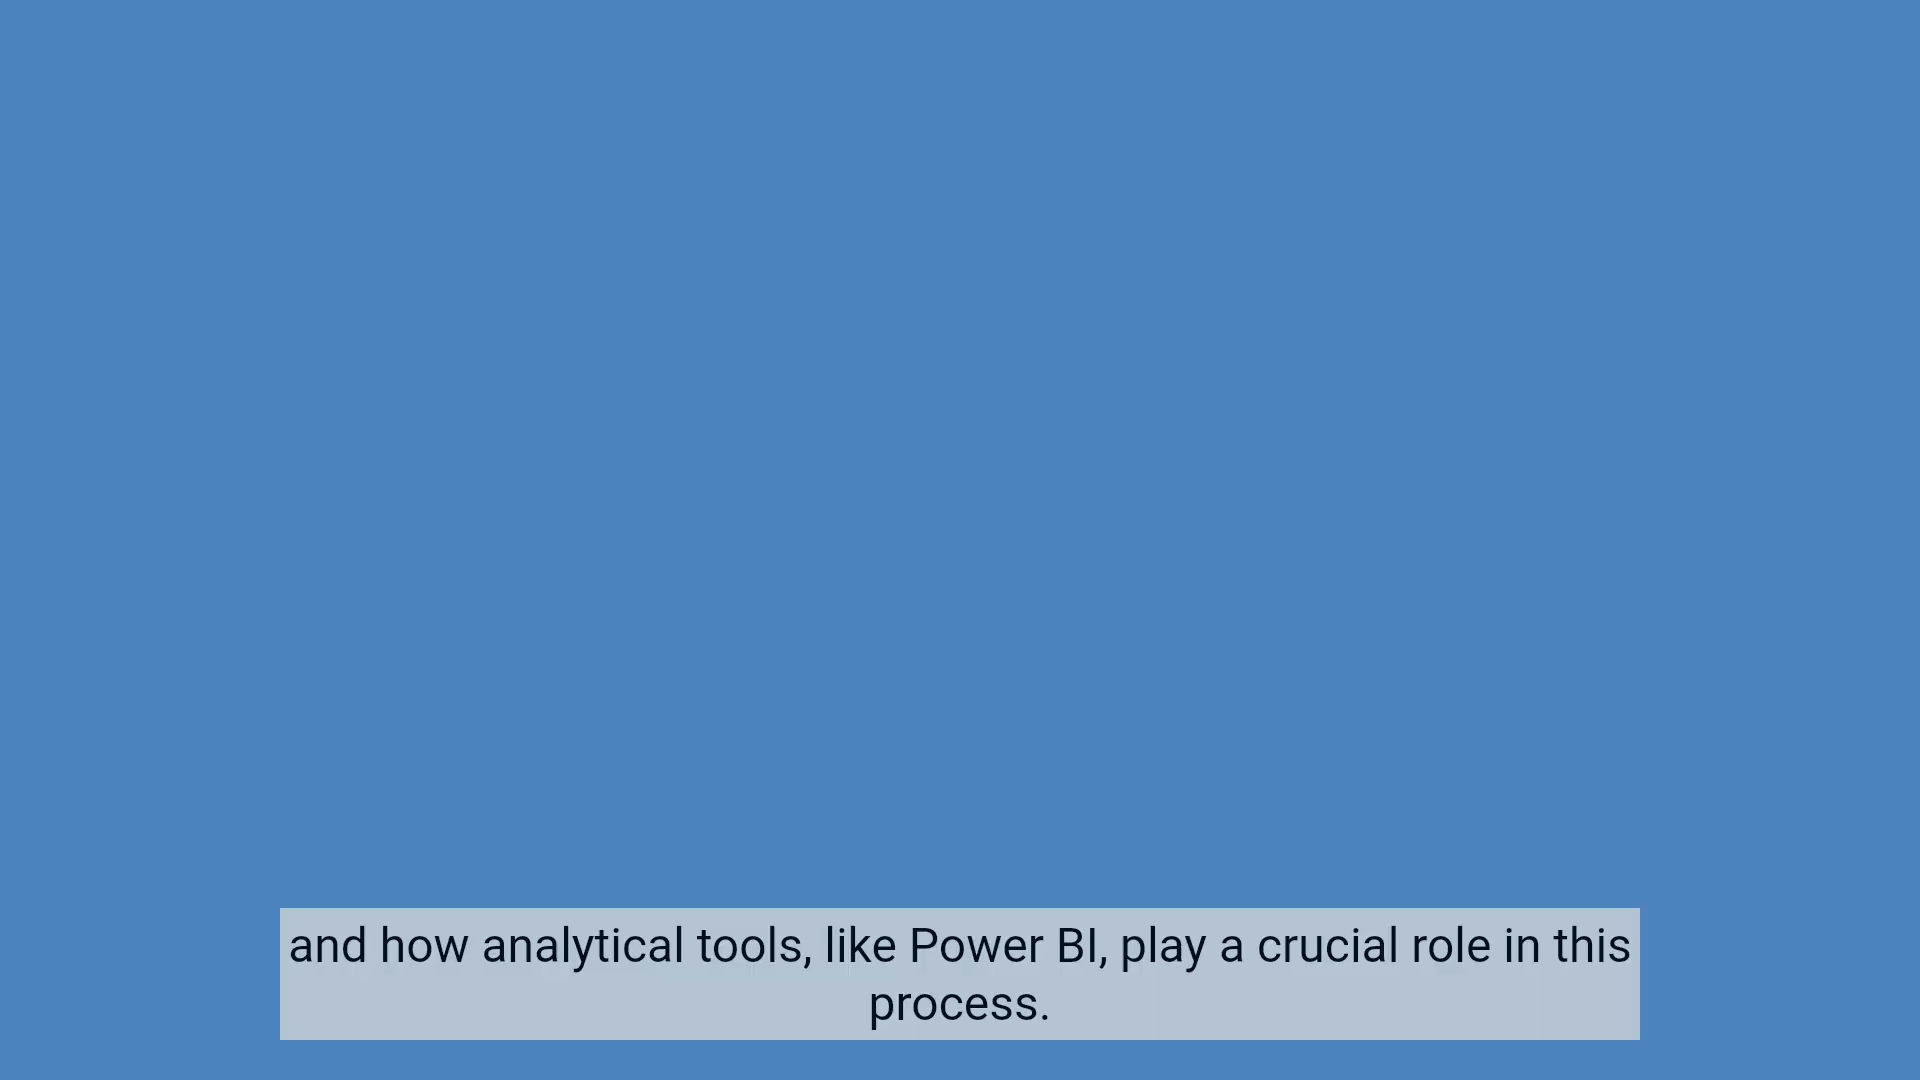 and how analytical tools, like Power BI, play a crucial role in this
process.